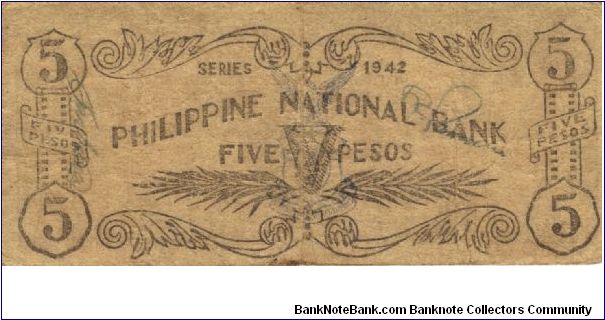 5 5
SERIES 1942
PHILIPPINE NATIONAL BANK
FIVE PESOS
FIVE PESOS
FIVE PESOS
5 5
BankNoteBank.com Banknote Collectors Community